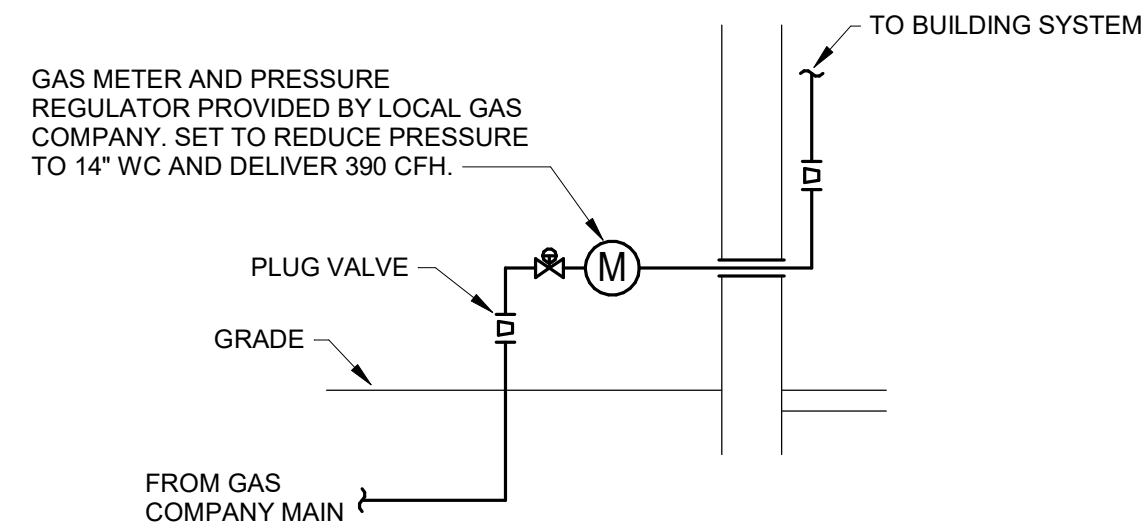 TO BUILDING SYSTEM
GAS METER AND PRESSURE
REGULATOR PROVIDED BY LOCAL GAS
COMPANY. SET TO REDUCE PRESSURE
TO 14" WC AND DELIVER 390 CFH.
PLUG VALVE
M
GRADE
FROM GAS
COMPANY MAIN